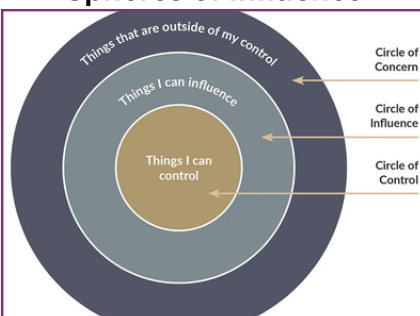 Spheres of Influence
Things that are outside of my control
Things I can influence
Things I can
control
Circle of
Concern
Circle of
Influence
Circle of
Control